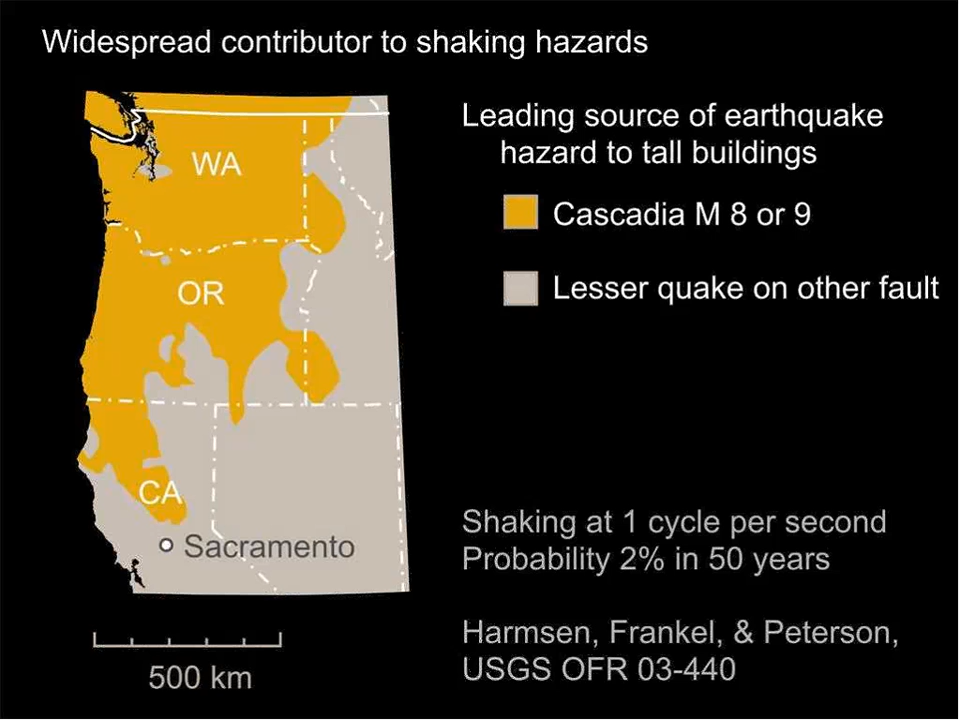 Widespread contributor to shaking hazards
Leading source of earthquake
hazard to tall buildings
WA
Cascadia M 8 or 9
OR
Lesser quake on other fault
CA
Sacramento
Shaking at 1 cycle per second
Probability 2% in 50 years
Harmsen, Frankel, & Peterson,
USGS OFR 03-440
500 km